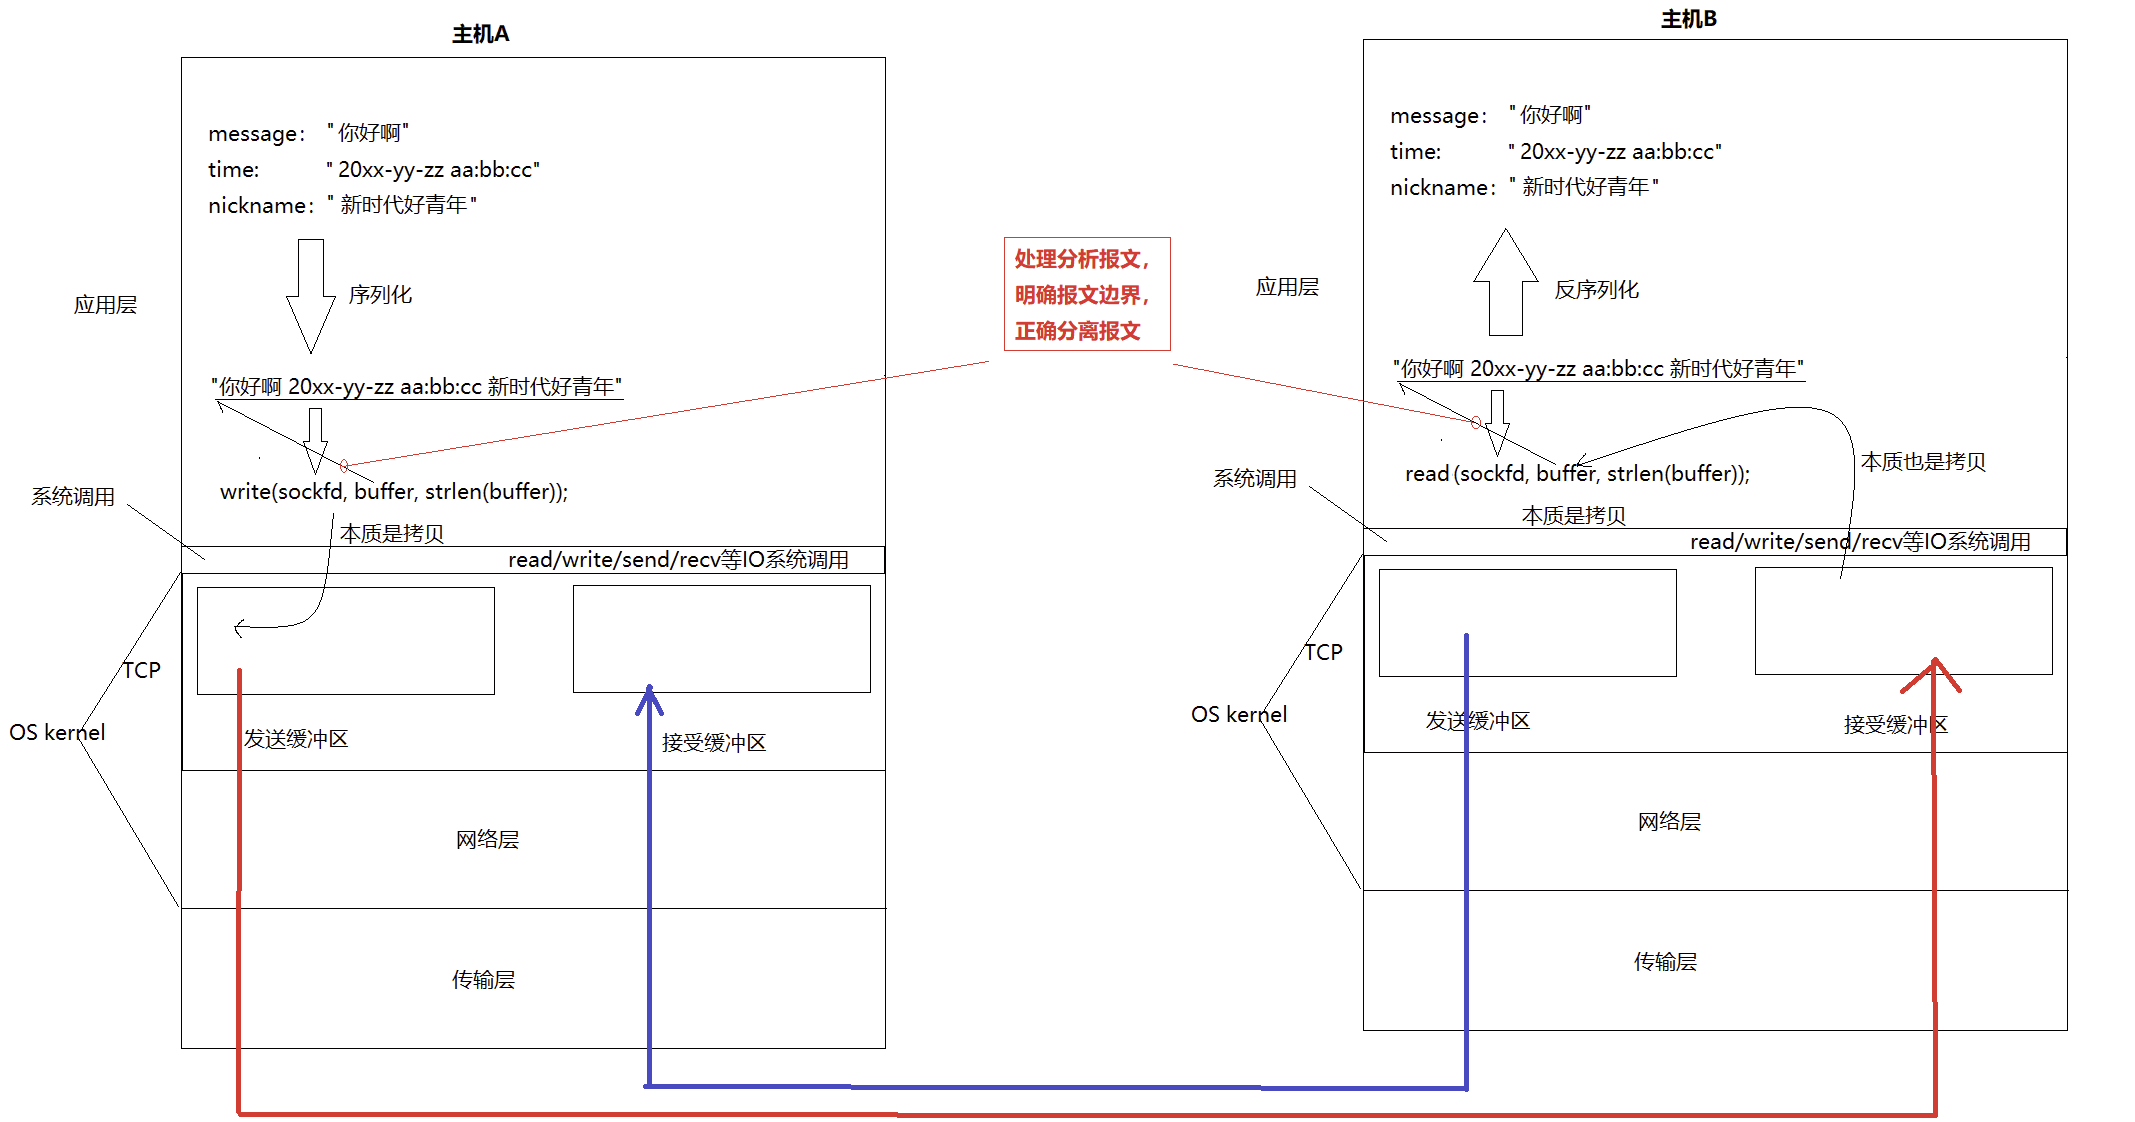 主机A
message： "你好啊"
time: "20xx-yy-zz aa:bb:cc"
nickname： "新时代好青年"
应用层
序列化
"你好啊 20xx-yy-zz aa:bb:cc 新时代好青年"
write(sockfd, buffer, strlen(buffer));
系统调用
本质是拷贝
read/write/send/recv等IO系统调用
TCP
OS kernel
发送缓冲区
接受缓冲区
网络层
传输层
处理分析报文，
明确报文边界，
正确分离报文
主机B
message： "你好啊"
time: "20xx-yy-zz aa:bb:cc"
nickname： "新时代好青年"
应用层
反序列化
"你好啊 20xx-yy-zz aa:bb:cc 新时代好青年"
read (sockfd, buffer, strlen(buffer));
本质也是拷贝
系统调用
本质是拷贝
read/write/send/recv等IO系统调用
TCP
OS kernel
发送缓冲区
接受缓冲区
网络层
传输层